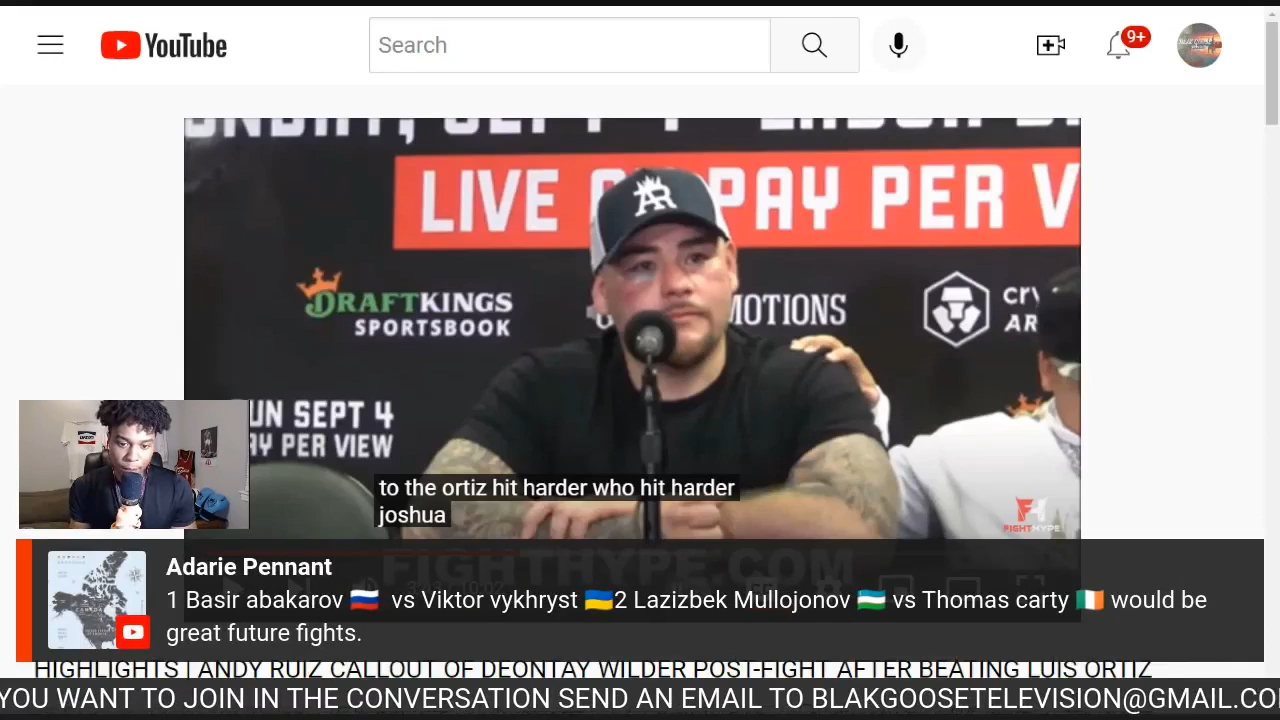 YouTube
Search
9+
LIVE PAY PER V
DRAFTKINGS
SPORTSBOOK
MOTIONS
UN SEPT 4
AY PER VIEW
to the ortiz hit harder who hit harder
joshua
FIGHTHYPE
FIGHTHYPE.COM
Adarie Pennant
1 Basir abakarov 🇷🇺 vs Viktor vykhryst 🇺🇦2 Lazizbek Mullojonov 🇺🇿 vs Thomas carty 🇮🇪 would be
great future fights.
HIGHLIGHTS | ANDY RUIZ CALLOUT OF DEONTAY WILDER POST-FIGHT AFTER BEATING LUIS ORTIZ
YOU WANT TO JOIN IN THE CONVERSATION SEND AN EMAIL TO BLAKGOOSETELEVISION@GMAIL.CO